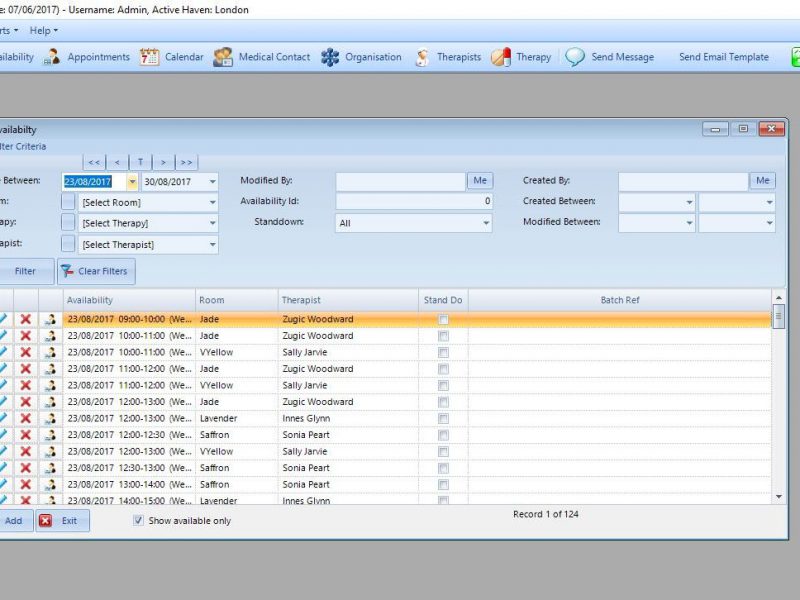 e: 07/06/2017) - Username: Admin, Active Haven: London
rts Help
ailability Appointments Calendar Medical Contact Organisation Therapists Therapy Send Message Send Email Template
vailabilty
lter Criteria
<< < T > >>
e Between: 23/08/2017 30/08/2017 Modified By: Me Created By: Me
m: [Select Room] Availability Id: 0 Created Between:
apy: [Select Therapy] Standdown: All Modified Between:
apist: [Select Therapist]
Filter Clear Filters
Availability Room Therapist Stand Do Batch Ref
23/08/2017 09:00-10:00 (We... Jade Zugic Woodward
23/08/2017 10:00-11:00 (We... Jade Zugic Woodward
23/08/2017 10:00-11:00 (We... VYellow Sally Jarvie
23/08/2017 11:00-12:00 (We... Jade Zugic Woodward
23/08/2017 11:00-12:00 (We... VYellow Sally Jarvie
23/08/2017 12:00-13:00 (We... Jade Zugic Woodward
23/08/2017 12:00-13:00 (We... Lavender Innes Glynn
23/08/2017 12:00-12:30 (We... Saffron Sonia Peart
23/08/2017 12:00-13:00 (We... VYellow Sally Jarvie
23/08/2017 12:30-13:00 (We... Saffron Sonia Peart
23/08/2017 13:00-14:00 (We... Saffron Sonia Peart
23/08/2017 14:00-15:00 (We... Lavender Innes Glynn
Add Exit Show available only Record 1 of 124